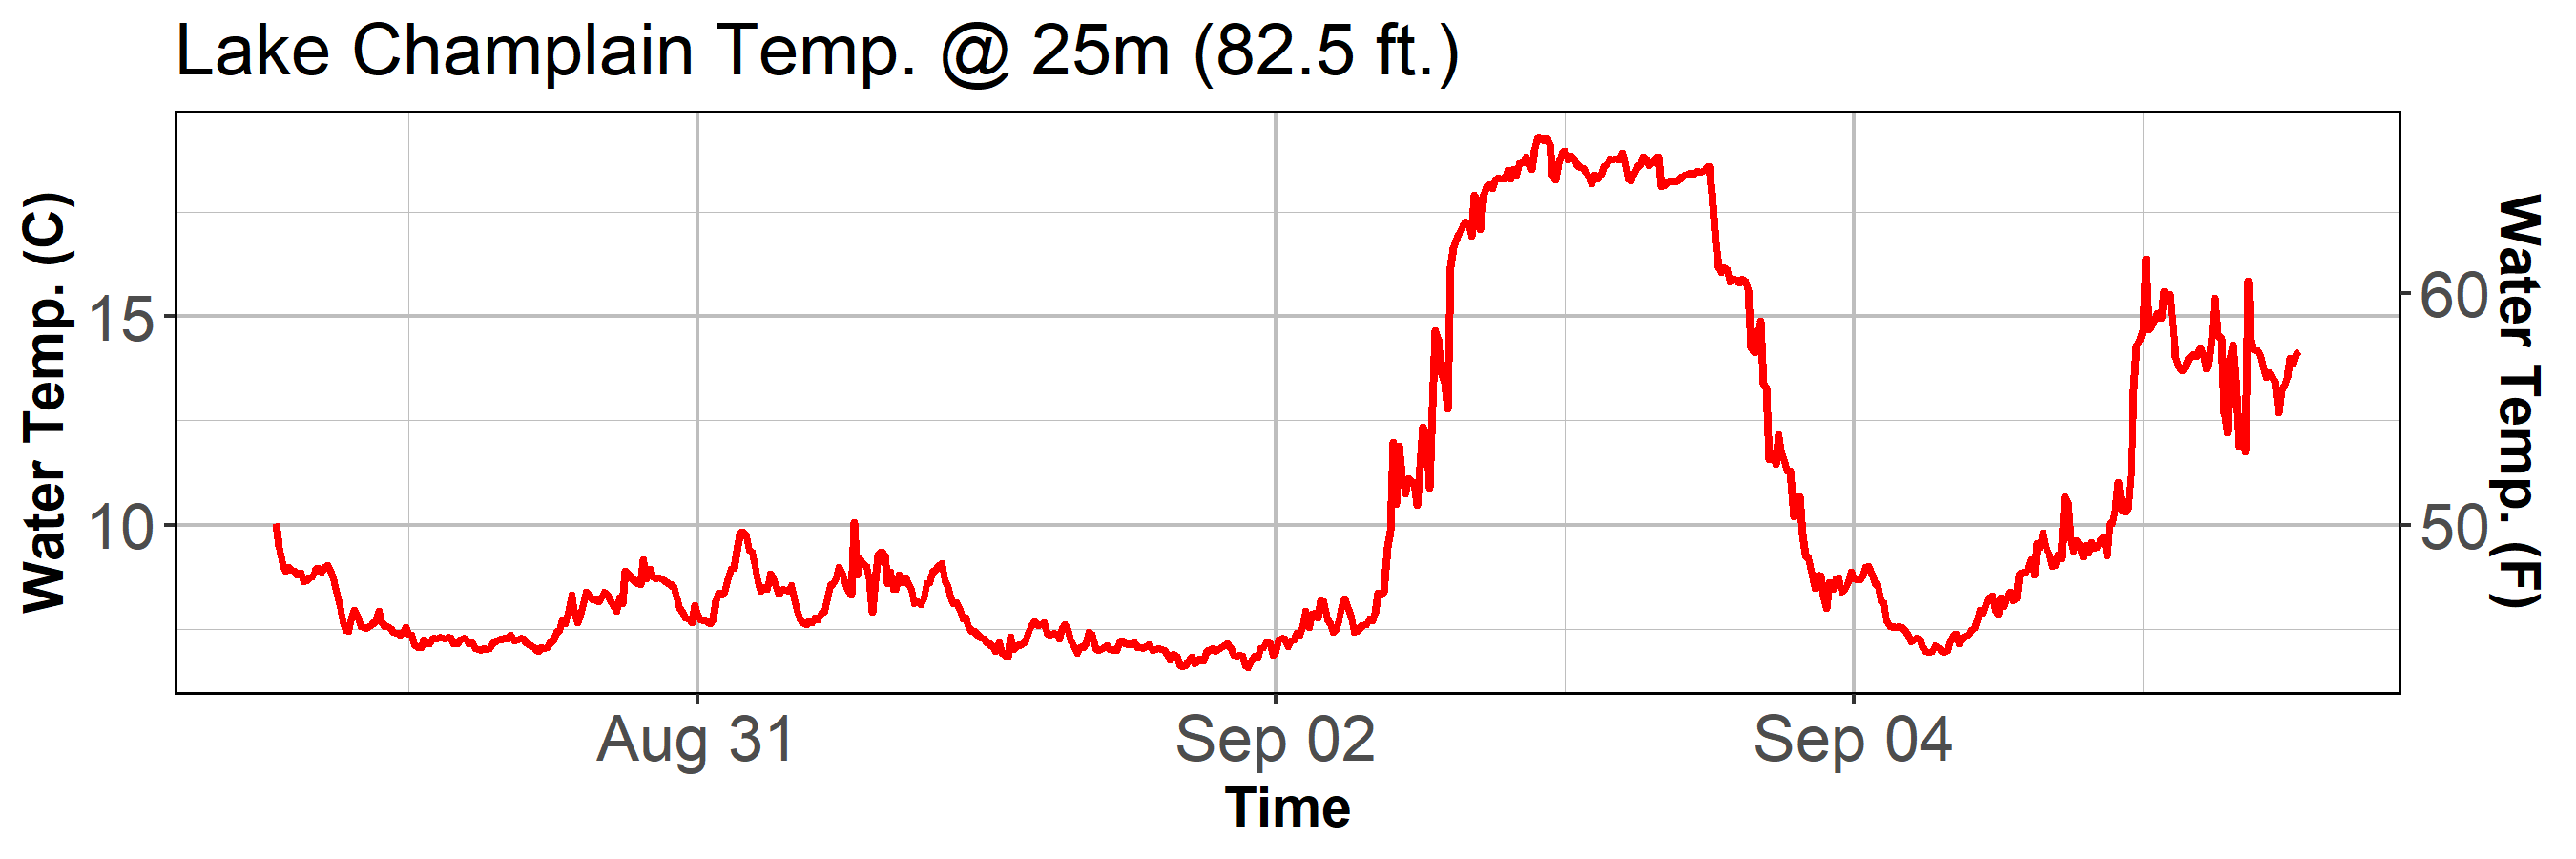 Lake Champlain Temp. @ 25m (82.5 ft.)
Water Temp. (C)
15
10
60
50
Water Temp. (F)
Aug 31
Sep 02
Sep 04
Time